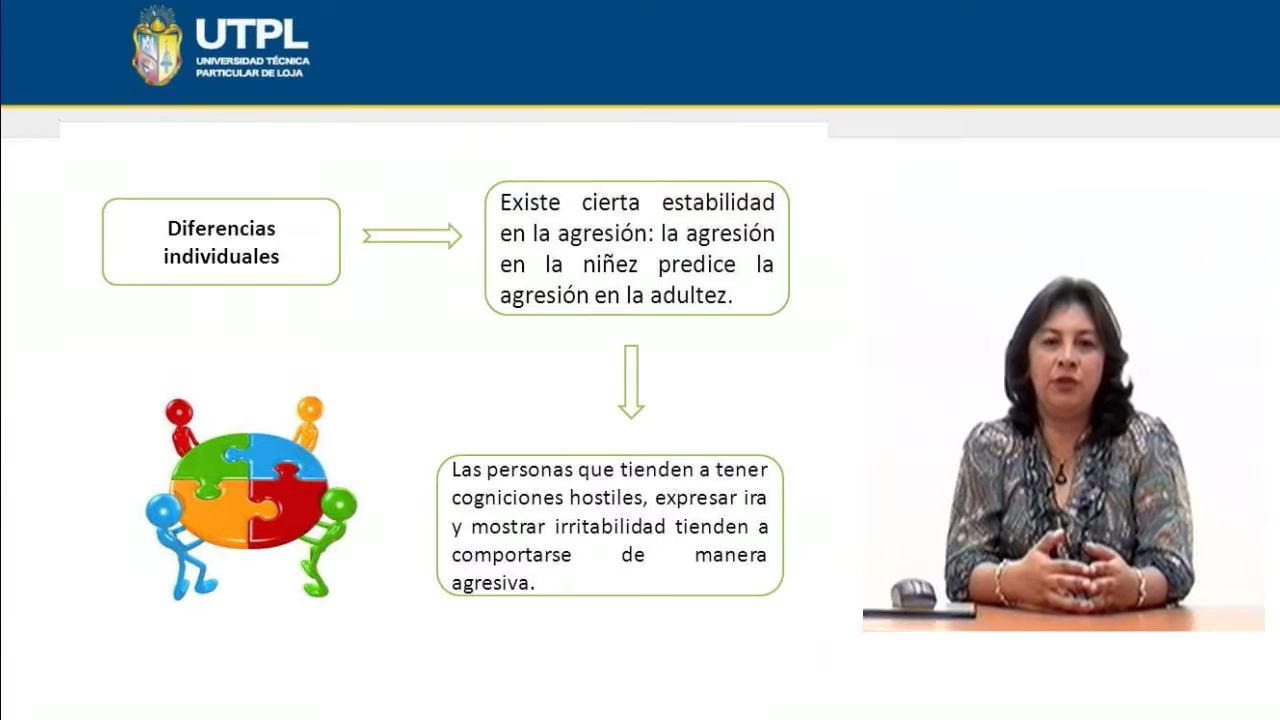 UTPL
UNIVERSIDAD TÉCNICA
PARTICULAR DE LOJA
Diferencias
individuales
Existe cierta estabilidad
en la agresión: la agresión
en la niñez predice la
agresión en la adultez.
Las personas que tienden a tener
cogniciones hostiles, expresar ira
y mostrar irritabilidad tienden a
comportarse de manera
agresiva.